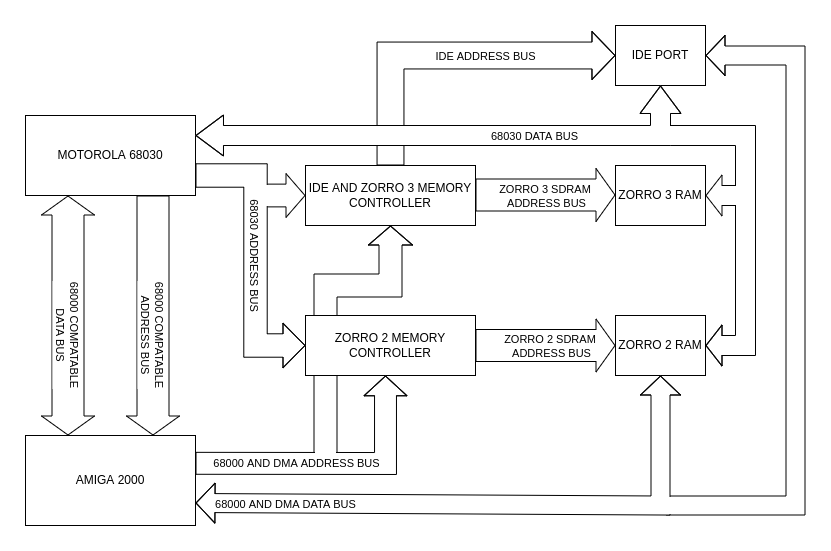 IDE ADDRESS BUS
IDE PORT
68030 DATA BUS
MOTOROLA 68030
IDE AND ZORRO 3 MEMORY
CONTROLLER
ZORRO 3 SDRAM
ADDRESS BUS
ZORRO 3 RAM
68030 ADDRESS BUS
68000 COMPATABLE
DATA BUS
68000 COMPATABLE
ADDRESS BUS
ZORRO 2 MEMORY
CONTROLLER
ZORRO 2 SDRAM
ADDRESS BUS
ZORRO 2 RAM
68000 AND DMA ADDRESS BUS
AMIGA 2000
68000 AND DMA DATA BUS